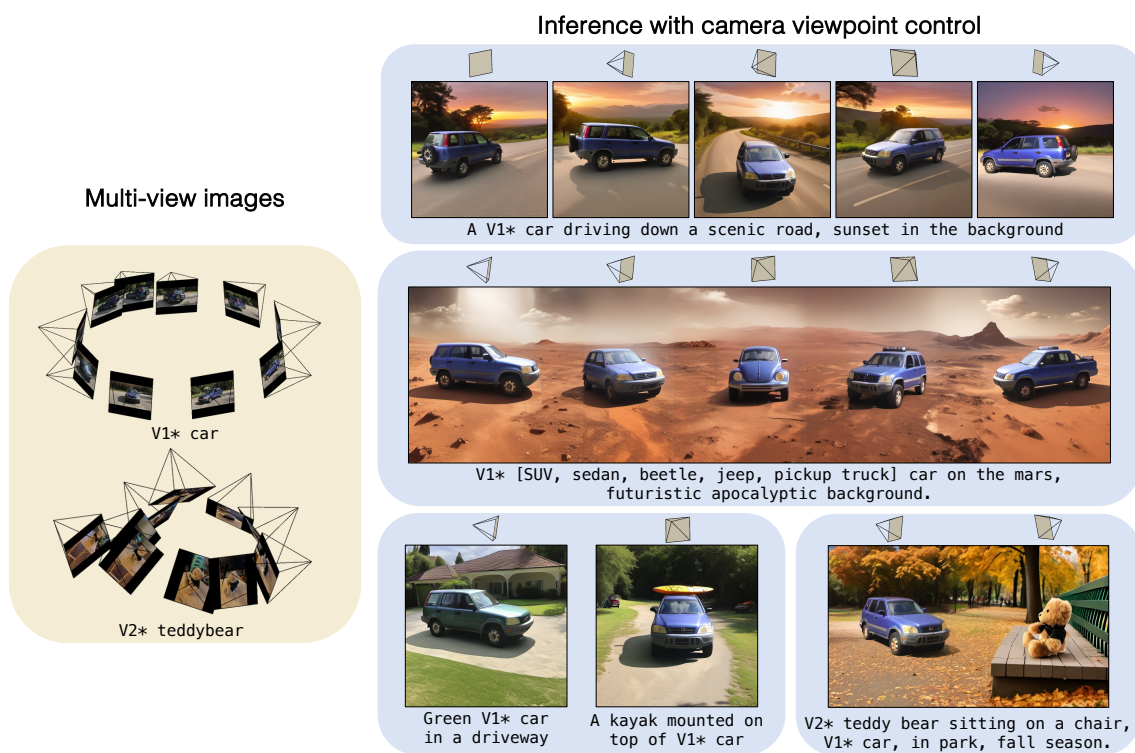 Inference with camera viewpoint control
Multi-view images
V1* car
V2* teddybear
A V1* car driving down a scenic road, sunset in the background
V1* [SUV, sedan, beetle, jeep, pickup truck] car on the mars,
futuristic apocalyptic background.
Green V1* car
in a driveway
A kayak mounted on
top of V1* car
V2* teddy bear sitting on a chair,
V1* car, in park, fall season.